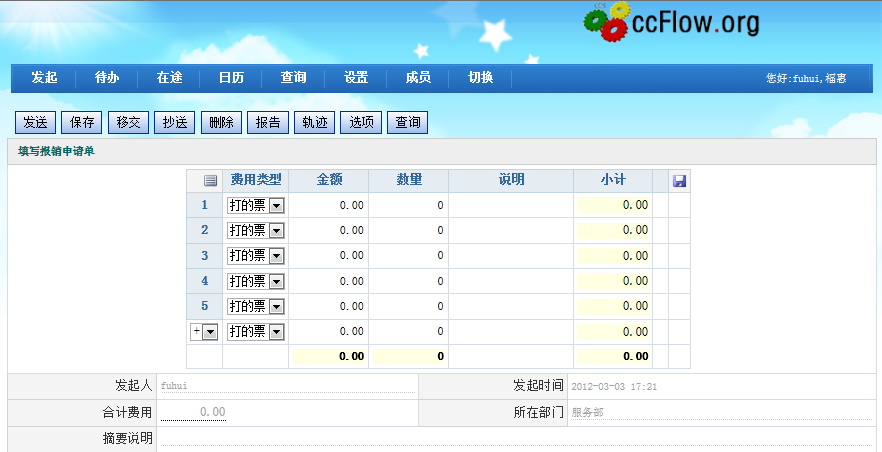 CCS
ccFlow.org
发起 待办 在途 日历 查询 设置 成员 切换 您好:fuhui,福惠
发送 保存 移交 抄送 删除 报告 轨迹 选项 查询
填写报销申请单
费用类型 金额 数量 说明 小计
1 打的票 0.00 0 0.00
2 打的票 0.00 0 0.00
3 打的票 0.00 0 0.00
4 打的票 0.00 0 0.00
5 打的票 0.00 0 0.00
+ 打的票 0.00 0 0.00
0.00 0 0.00
发起人 fuhui 发起时间 2012-03-03 17:21
合计费用 0.00 所在部门 服务部
摘要说明